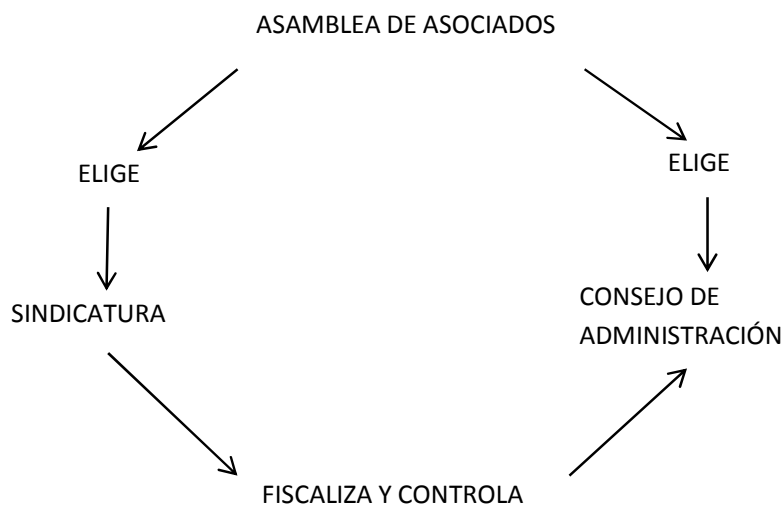 ASAMBLEA DE ASOCIADOS
ELIGE
ELIGE
SINDICATURA
CONSEJO DE
ADMINISTRACIÓN
FISCALIZA Y CONTROLA